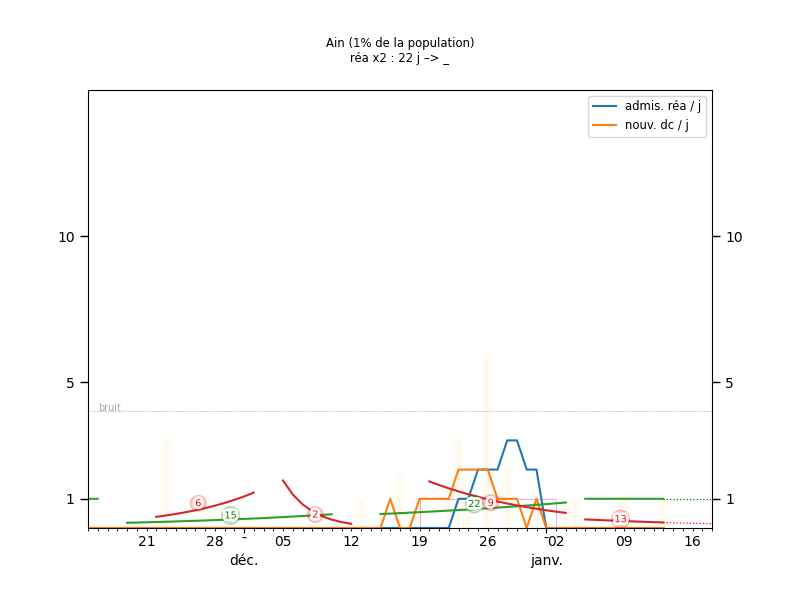 Ain (1% de la population)
réa x2 : 22 j –> _
admis. réa / j
nouv. dc / j
10 10
5 5
bruit
1 1
6 15 2 22 9 13
21 28 - 05 12 19 26 -02 09 16
déc. janv.